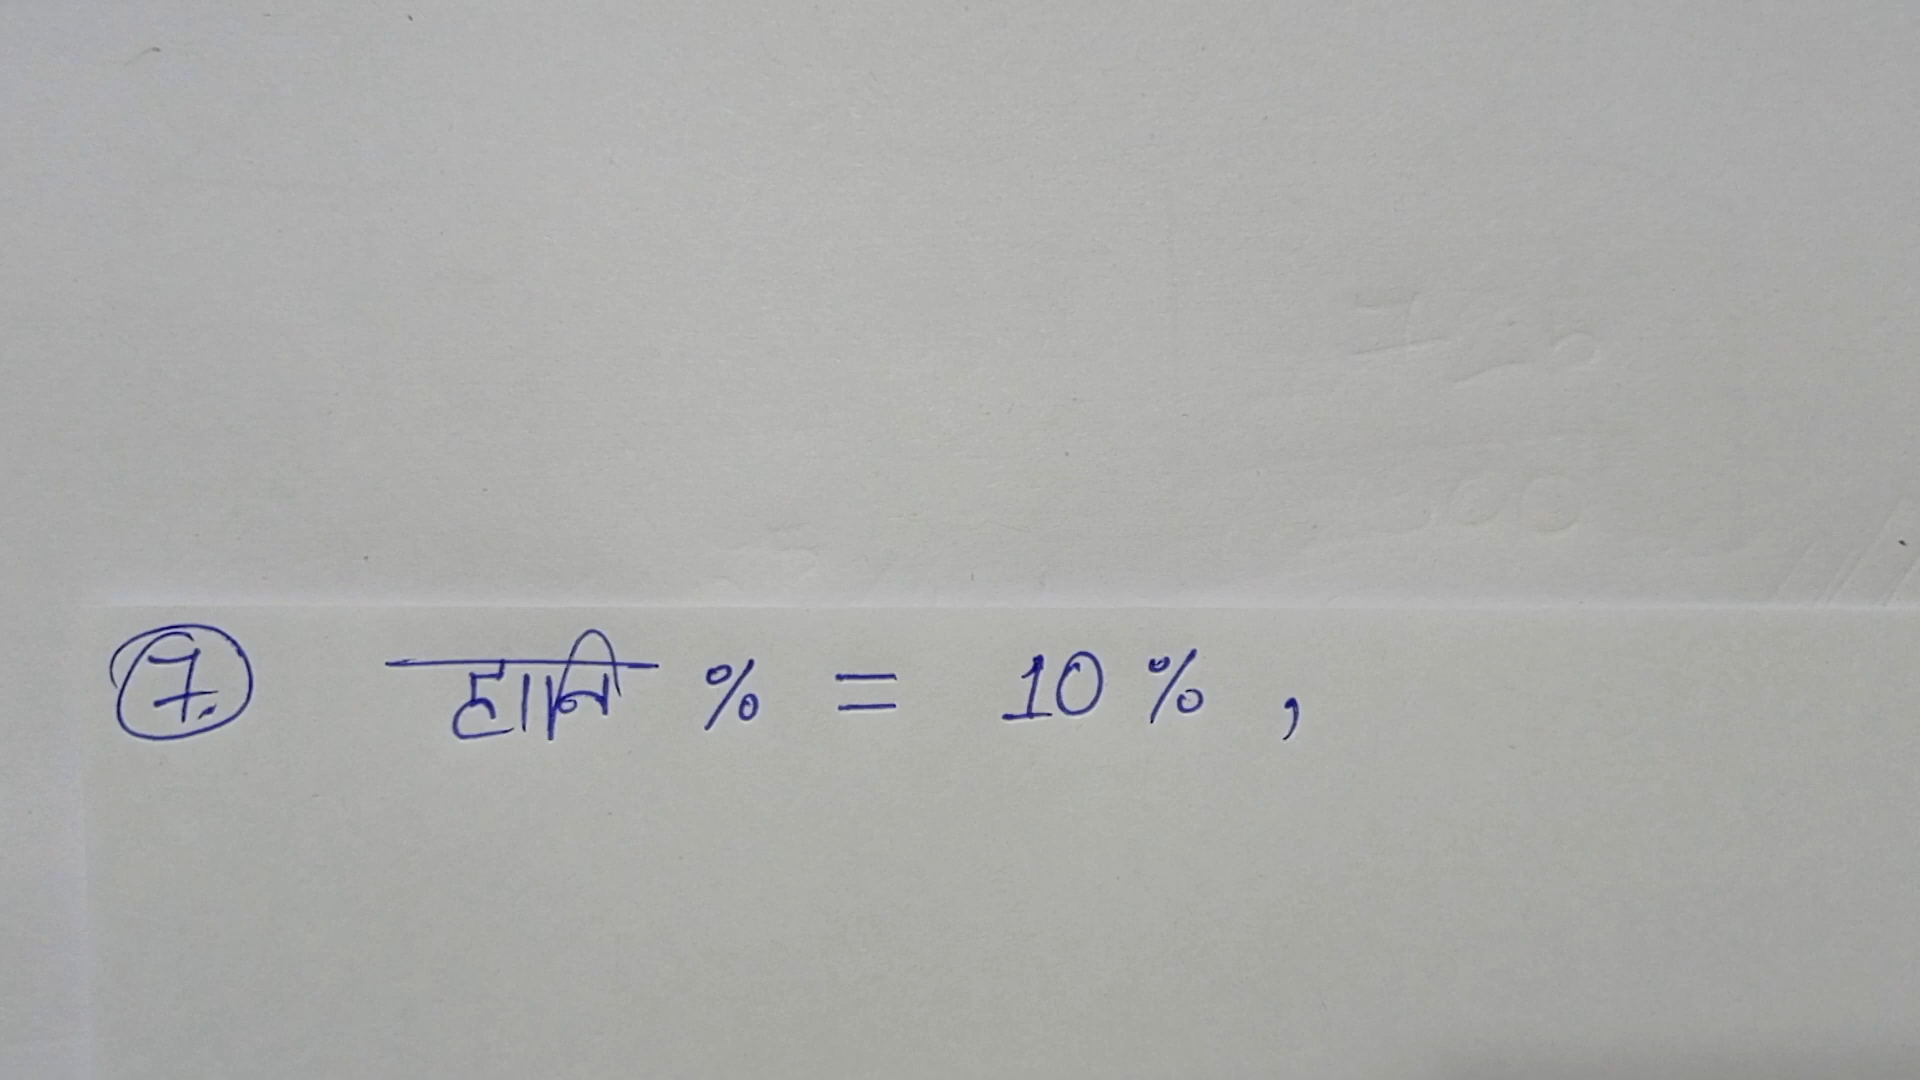 7. हानि % = 10 % ,